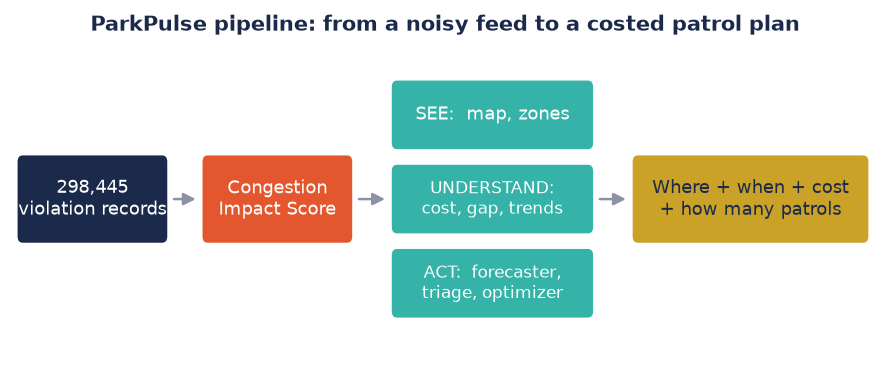 ParkPulse pipeline: from a noisy feed to a costed patrol plan
298,445
violation records
Congestion
Impact Score
SEE:  map, zones
UNDERSTAND:
cost, gap, trends
ACT:  forecaster,
triage, optimizer
Where + when + cost
+ how many patrols